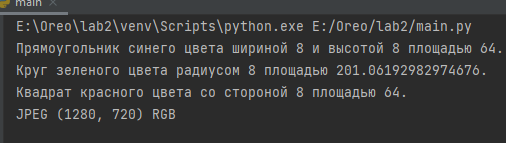 main
E:\Oreo\lab2\venv\Scripts\python.exe E:/Oreo/lab2/main.py
Прямоугольник синего цвета шириной 8 и высотой 8 площадью 64.
Круг зеленого цвета радиусом 8 площадью 201.06192982974676.
Квадрат красного цвета со стороной 8 площадью 64.
JPEG (1280, 720) RGB